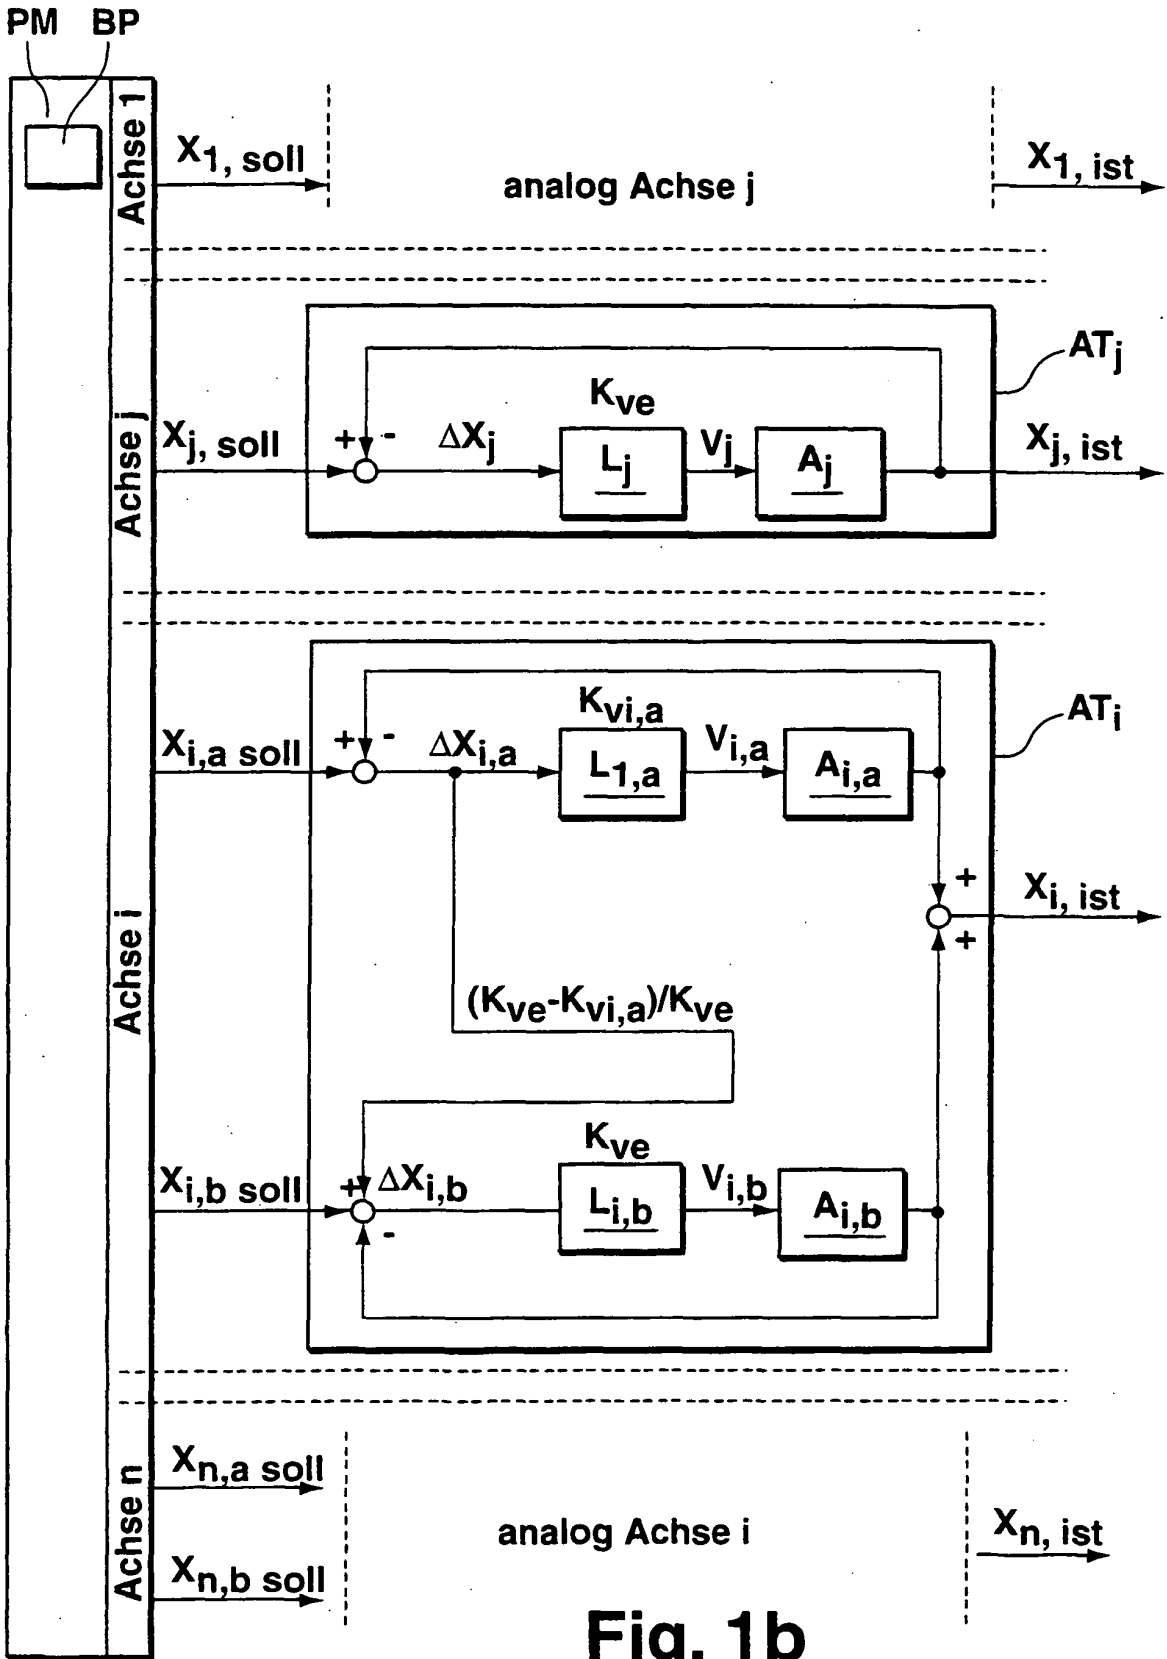 PM BP
Achse 1
X1, soll
analog Achse j
X1, ist
ATj
Achse j
Xj, soll
+ -
ΔXj
Kve
Lj
Vj
Aj
Xj, ist
ATi
Achse i
Xi,a soll
+ -
ΔXi,a
Kvi,a
L1,a
Vi,a
Ai,a
+
Xi, ist
+
(Kve-Kvi,a)/Kve
Xi,b soll
+
ΔXi,b
-
Kve
Li,b
Vi,b
Ai,b
Achse n
Xn,a soll
analog Achse i
Xn, ist
Xn,b soll
Fig. 1b